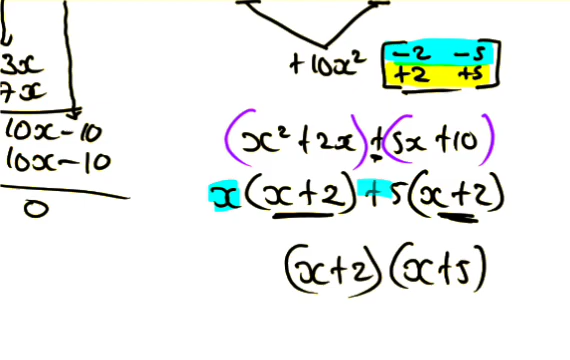 3x
7x
10x-10
10x-10
0
+10x² -2 -5
+2 +5
(x²+2x)+(5x+10)
x(x+2)+5(x+2)
(x+2)(x+5)